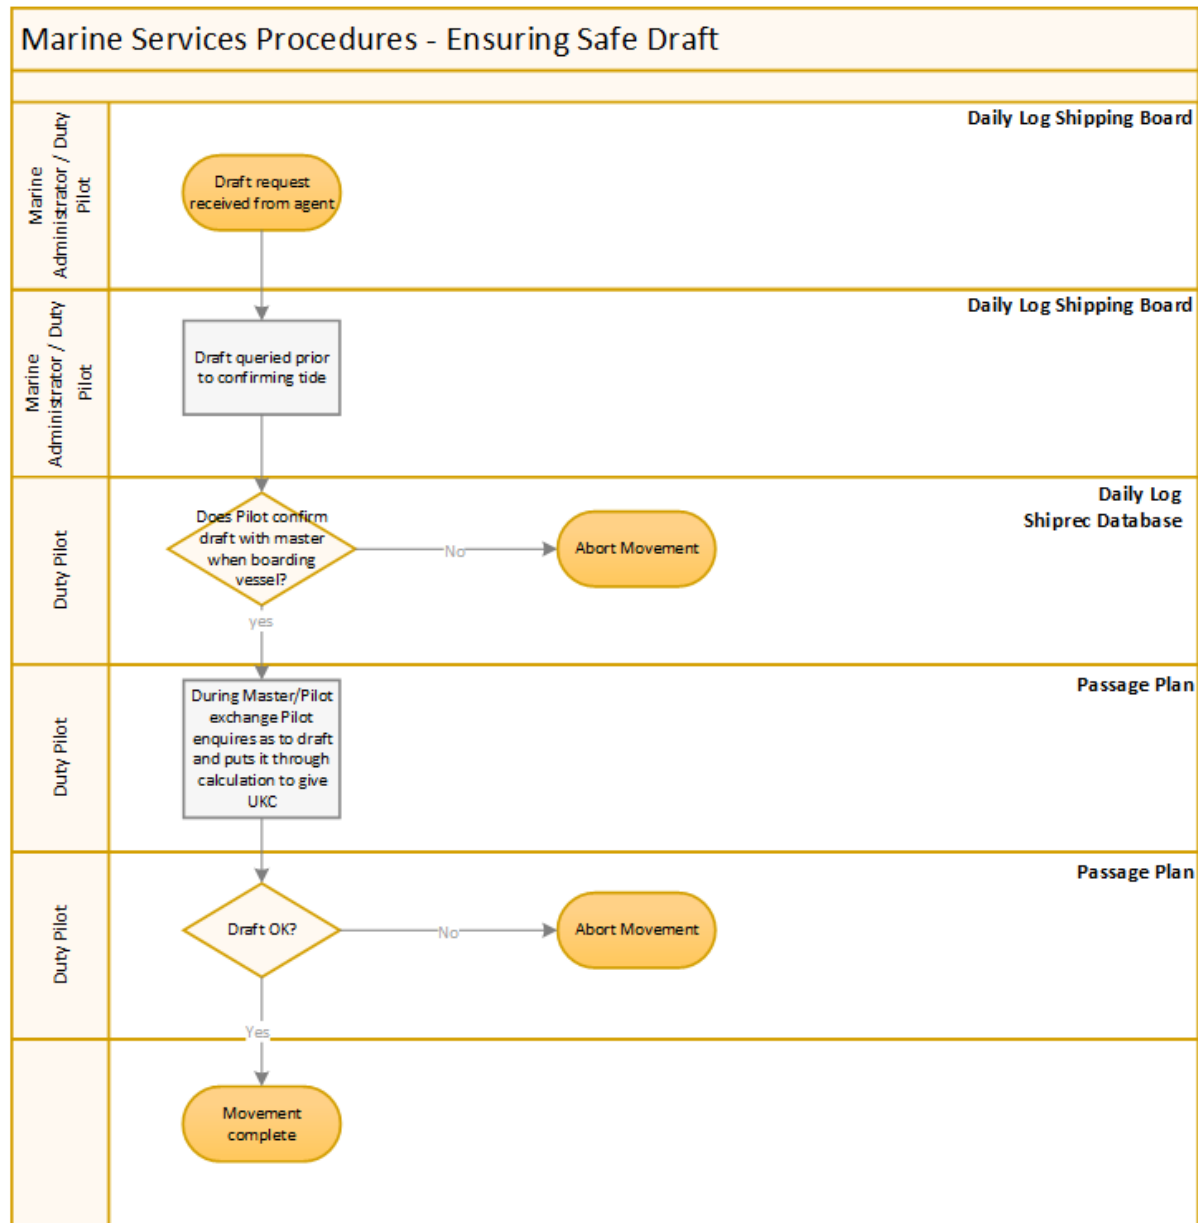 Marine Services Procedures - Ensuring Safe Draft
Marine
Administrator / Duty
Pilot
Daily Log Shipping Board
Draft request
received from agent
Marine
Administrator / Duty
Pilot
Daily Log Shipping Board
Draft queried prior
to confirming tide
Duty Pilot
Daily Log
Shiprec Database
Does Pilot confirm
draft with master
when boarding
vessel?
No
Abort Movement
yes
Duty Pilot
Passage Plan
During Master/Pilot
exchange Pilot
enquires as to draft
and puts it through
calculation to give
UKC
Duty Pilot
Passage Plan
Draft OK?
No
Abort Movement
Yes
Movement
complete